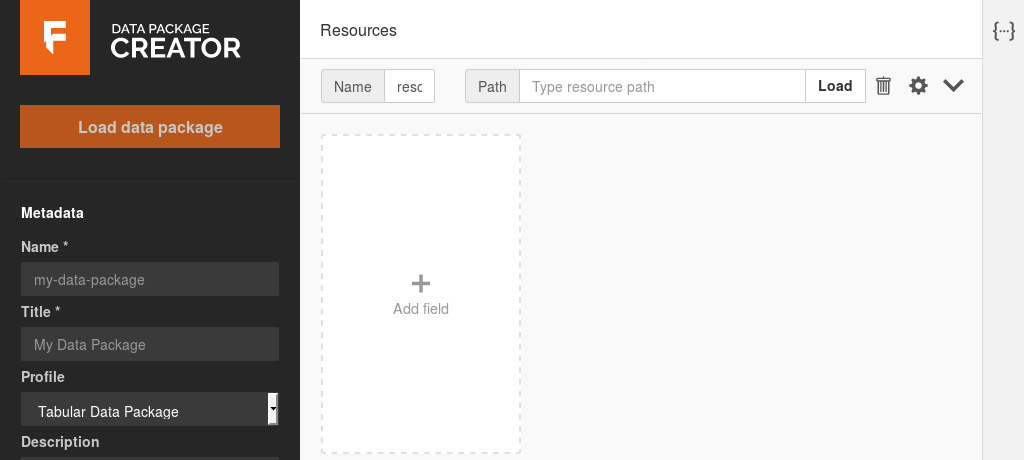 DATA PACKAGE
CREATOR
Load data package
Metadata
Name *
my-data-package
Title *
My Data Package
Profile
Tabular Data Package
Description
Resources
Name
Path
Type resource path
Load
Add field
{···}